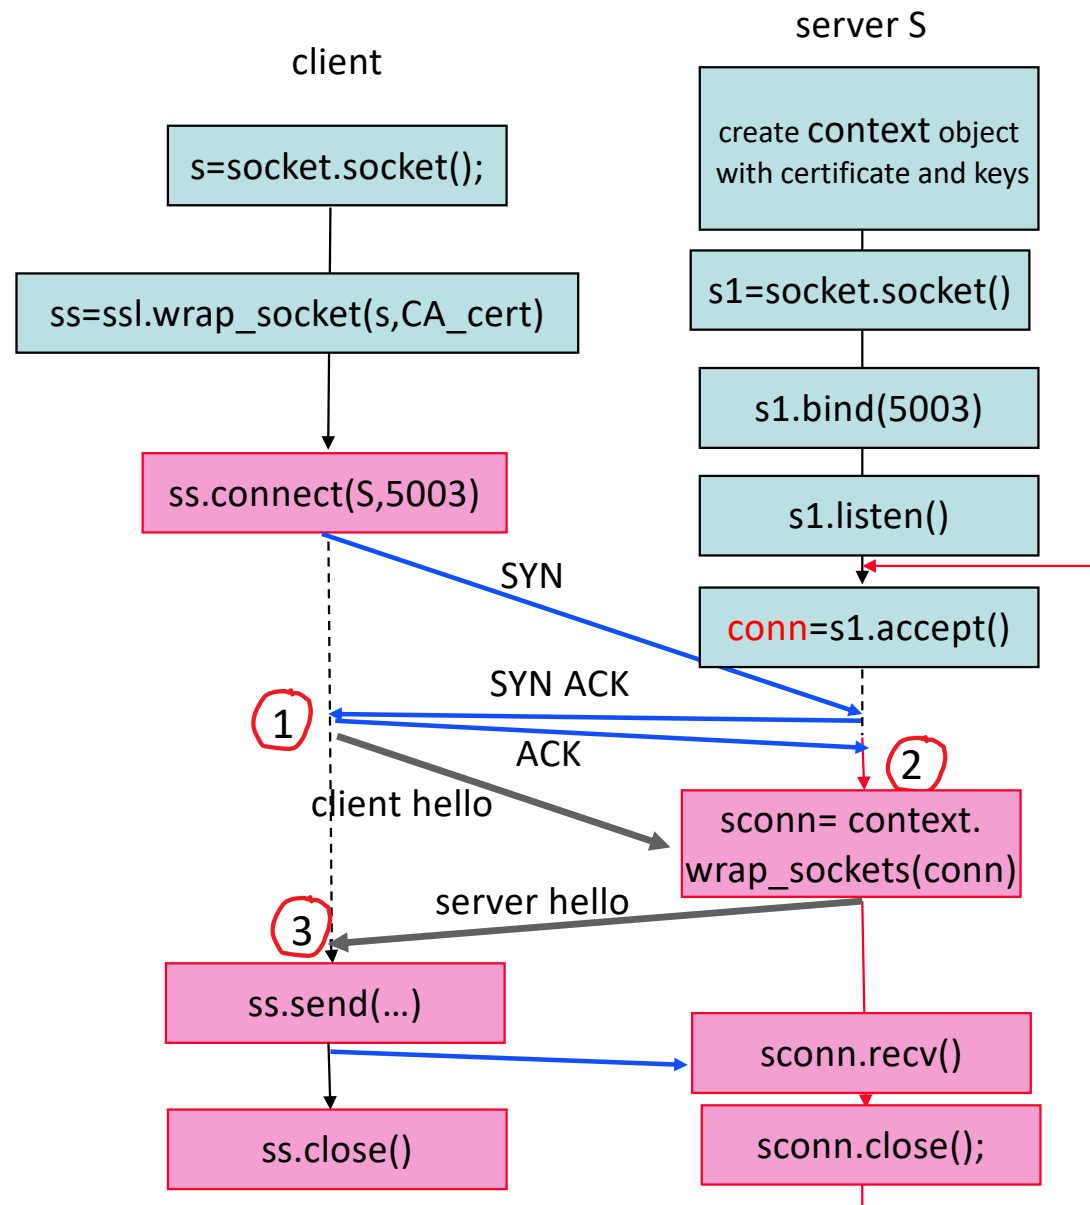 server S
client
create context object
with certificate and keys
s=socket.socket();
s1=socket.socket()
ss=ssl.wrap_socket(s,CA_cert)
s1.bind(5003)
ss.connect(S,5003)
s1.listen()
SYN
conn=s1.accept()
SYN ACK
1
ACK
2
client hello
sconn= context.
wrap_sockets(conn)
server hello
3
ss.send(...)
sconn.recv()
ss.close()
sconn.close();